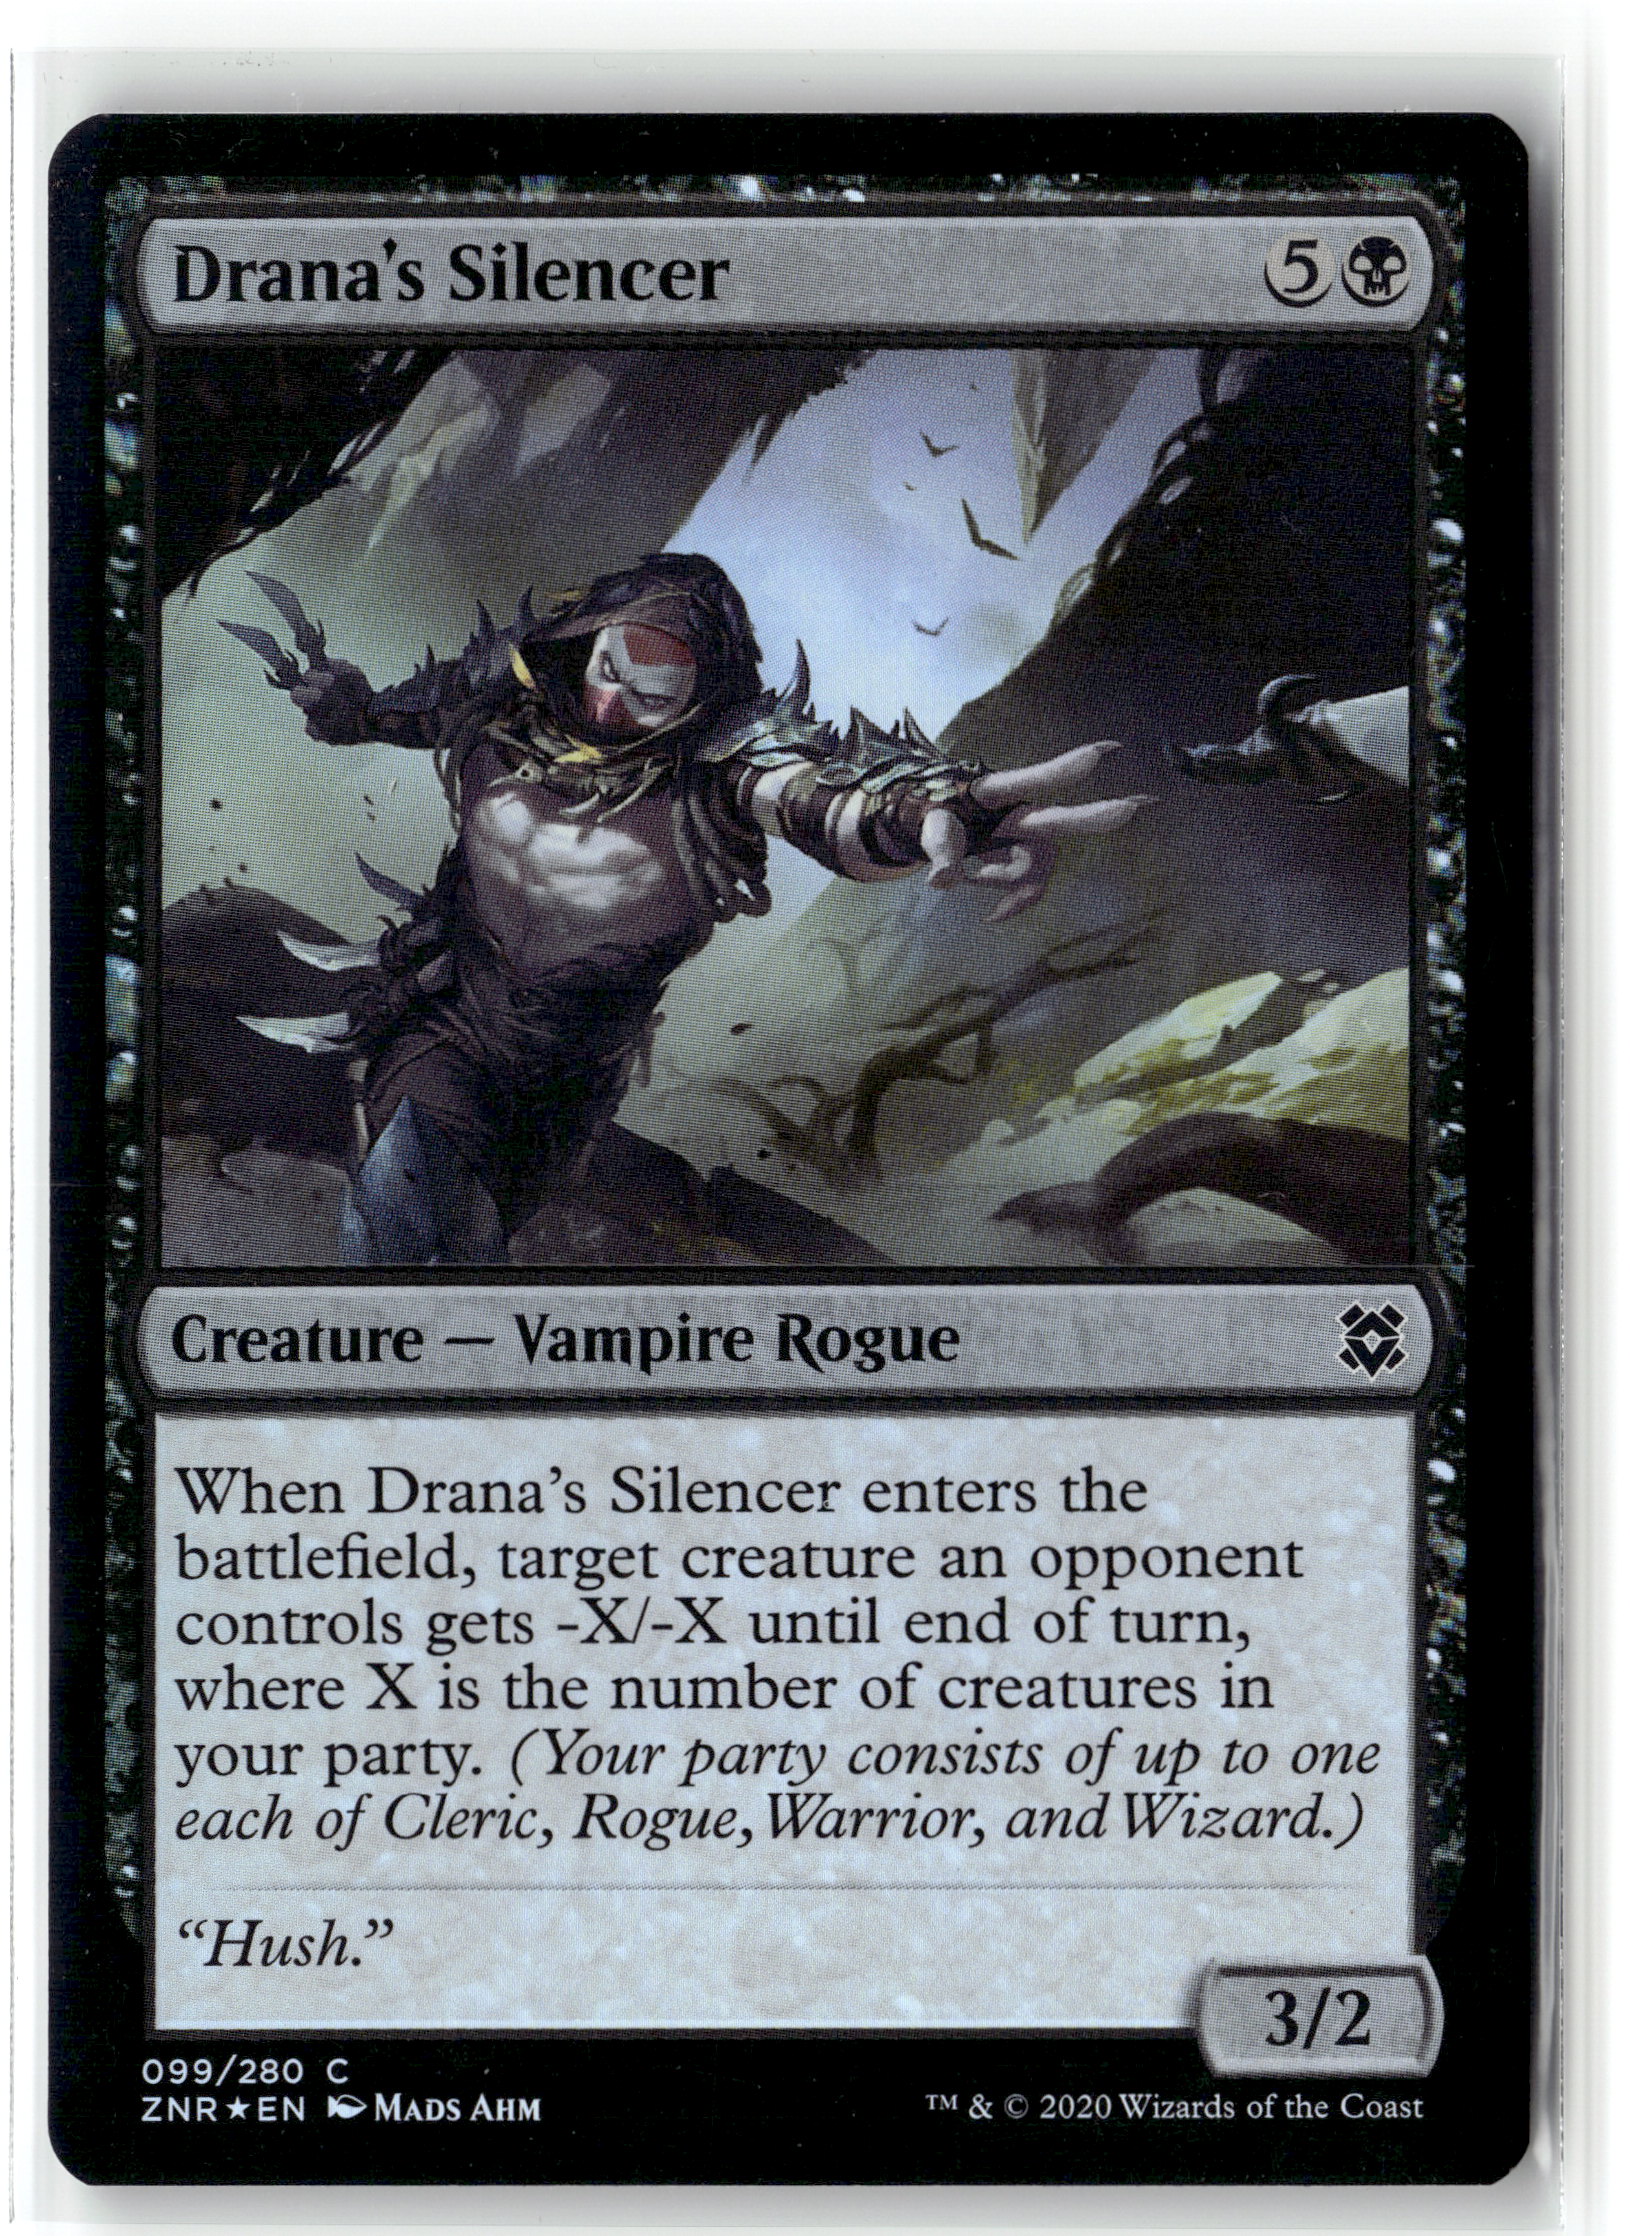 Drana's Silencer 5
Creature — Vampire Rogue
When Drana's Silencer enters the
battlefield, target creature an opponent
controls gets -X/-X until end of turn,
where X is the number of creatures in
your party. (Your party consists of up to one
each of Cleric, Rogue, Warrior, and Wizard.)
“Hush.”
3/2
099/280 C
ZNR★EN Mads Ahm
™ & © 2020 Wizards of the Coast